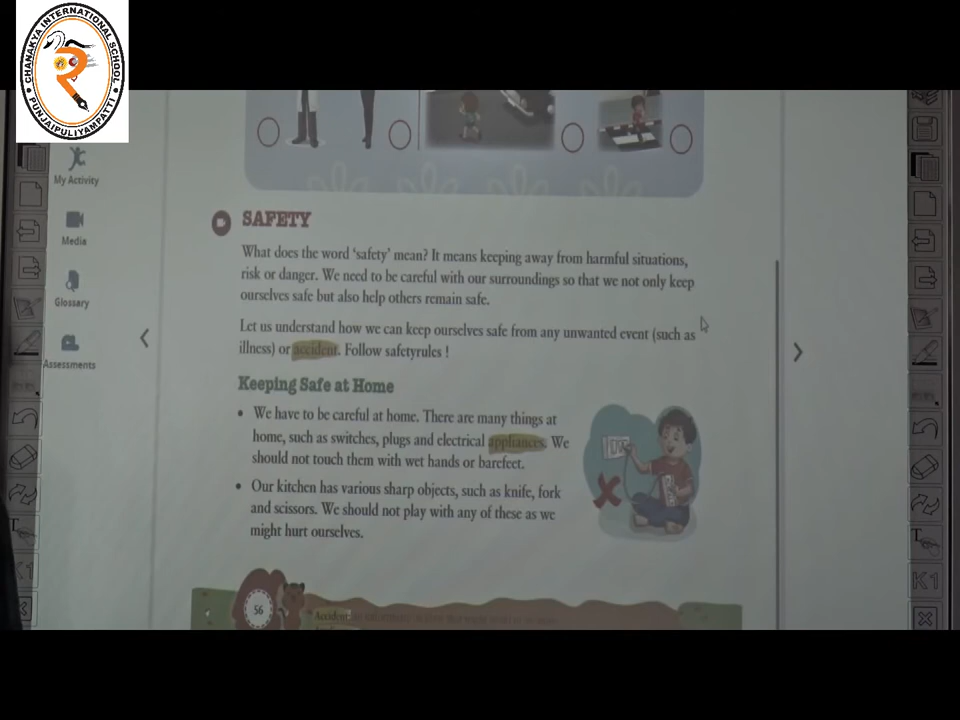 CHANAKYA INTERNATIONAL SCHOOL
PUNJAIPULIYAMPATTI
My Activity
Media
Glossary
Assessments
SAFETY
What does the word ‘safety’ mean? It means keeping away from harmful situations,
risk or danger. We need to be careful with our surroundings so that we not only keep
ourselves safe but also help others remain safe.
Let us understand how we can keep ourselves safe from any unwanted event (such as
illness) or accident. Follow safetyrules !
Keeping Safe at Home
• We have to be careful at home. There are many things at
home, such as switches, plugs and electrical appliances. We
should not touch them with wet hands or barefeet.
• Our kitchen has various sharp objects, such as knife, fork
and scissors. We should not play with any of these as we
might hurt ourselves.
56
Accident
T
K1